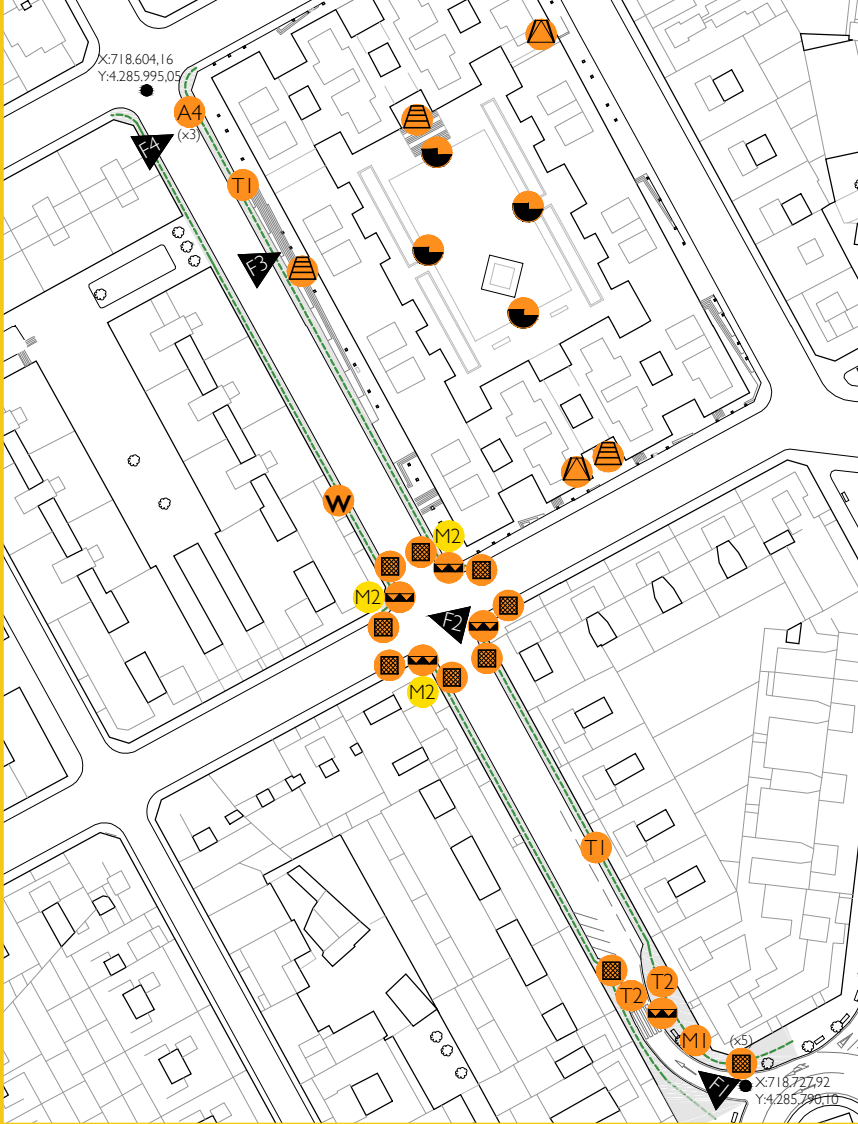 X:718.604,16
Y:4.285.995,05
A4
(x3)
F4
T1
F3
W
M2
M2
F2
M2
T1
T2
T2
M1
(x5)
F1
X:718.727,92
Y:4.285.790,10